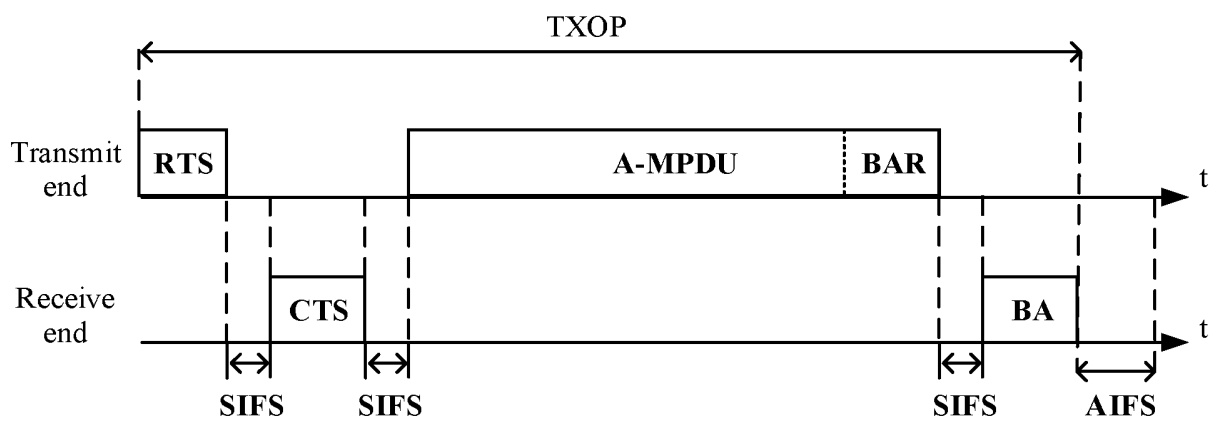 TXOP
Transmit
end
RTS
A-MPDU
BAR
t
Receive
end
CTS
BA
t
SIFS
SIFS
SIFS
AIFS